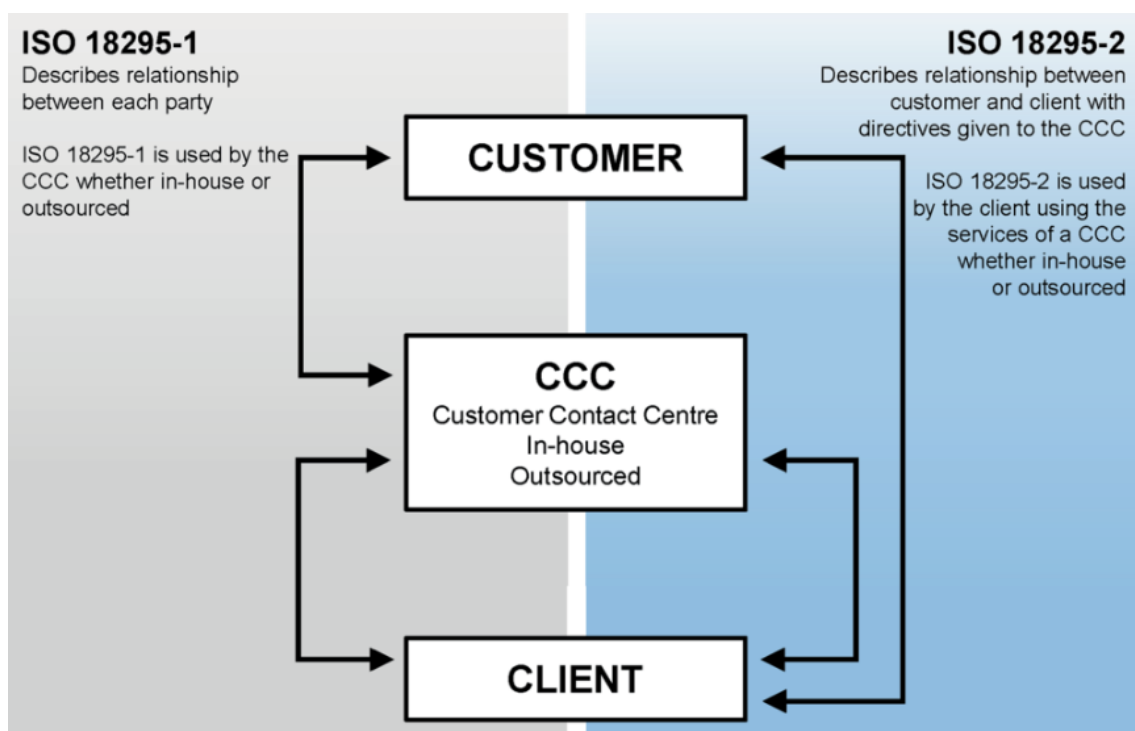 ISO 18295-1
Describes relationship
between each party
ISO 18295-1 is used by the
CCC whether in-house or
outsourced
ISO 18295-2
Describes relationship between
customer and client with
directives given to the CCC
ISO 18295-2 is used
by the client using the
services of a CCC
whether in-house
or outsourced
CUSTOMER
CCC
Customer Contact Centre
In-house
Outsourced
CLIENT